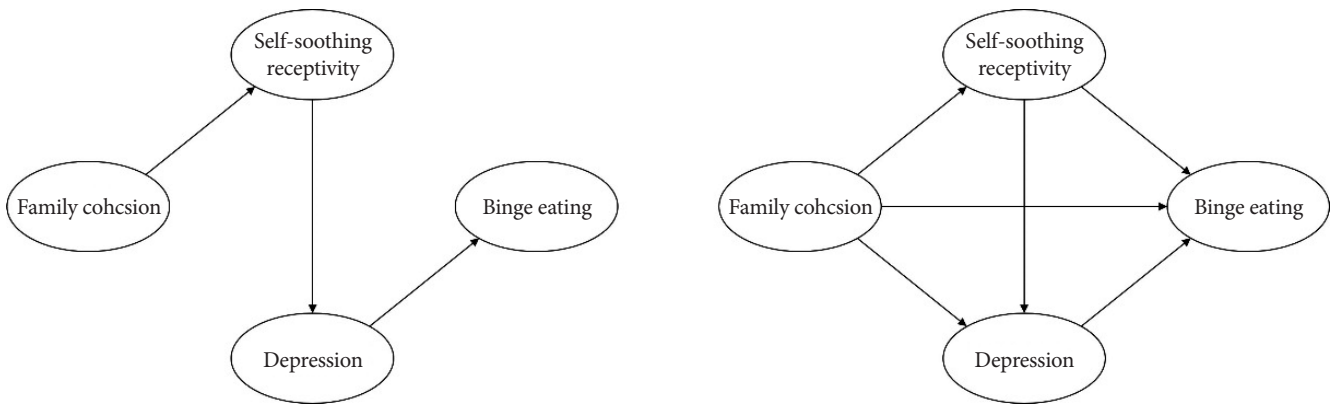 Self-soothing
receptivity
Family cohcsion
Binge eating
Depression
Self-soothing
receptivity
Family cohcsion
Binge eating
Depression